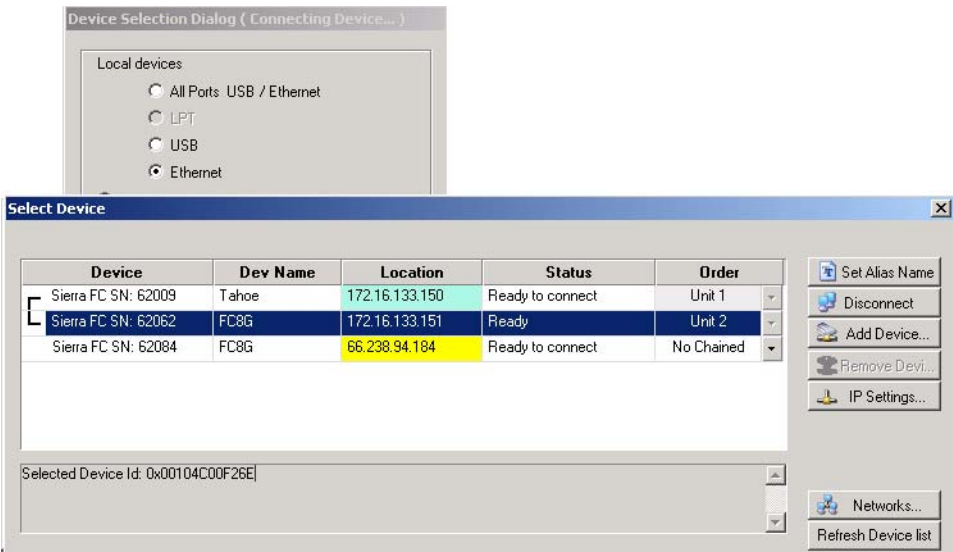 Device Selection Dialog ( Connecting Device... )
Local devices
All Ports USB / Ethernet
LPT
USB
Ethernet
Select Device
Device Dev Name Location Status Order
Sierra FC SN: 62009 Tahoe 172.16.133.150 Ready to connect Unit 1
Sierra FC SN: 62062 FC8G 172.16.133.151 Ready Unit 2
Sierra FC SN: 62084 FC8G 66.238.94.184 Ready to connect No Chained
Set Alias Name
Disconnect
Add Device...
Remove Devi...
IP Settings...
Selected Device Id: 0x00104C00F26E
Networks...
Refresh Device list